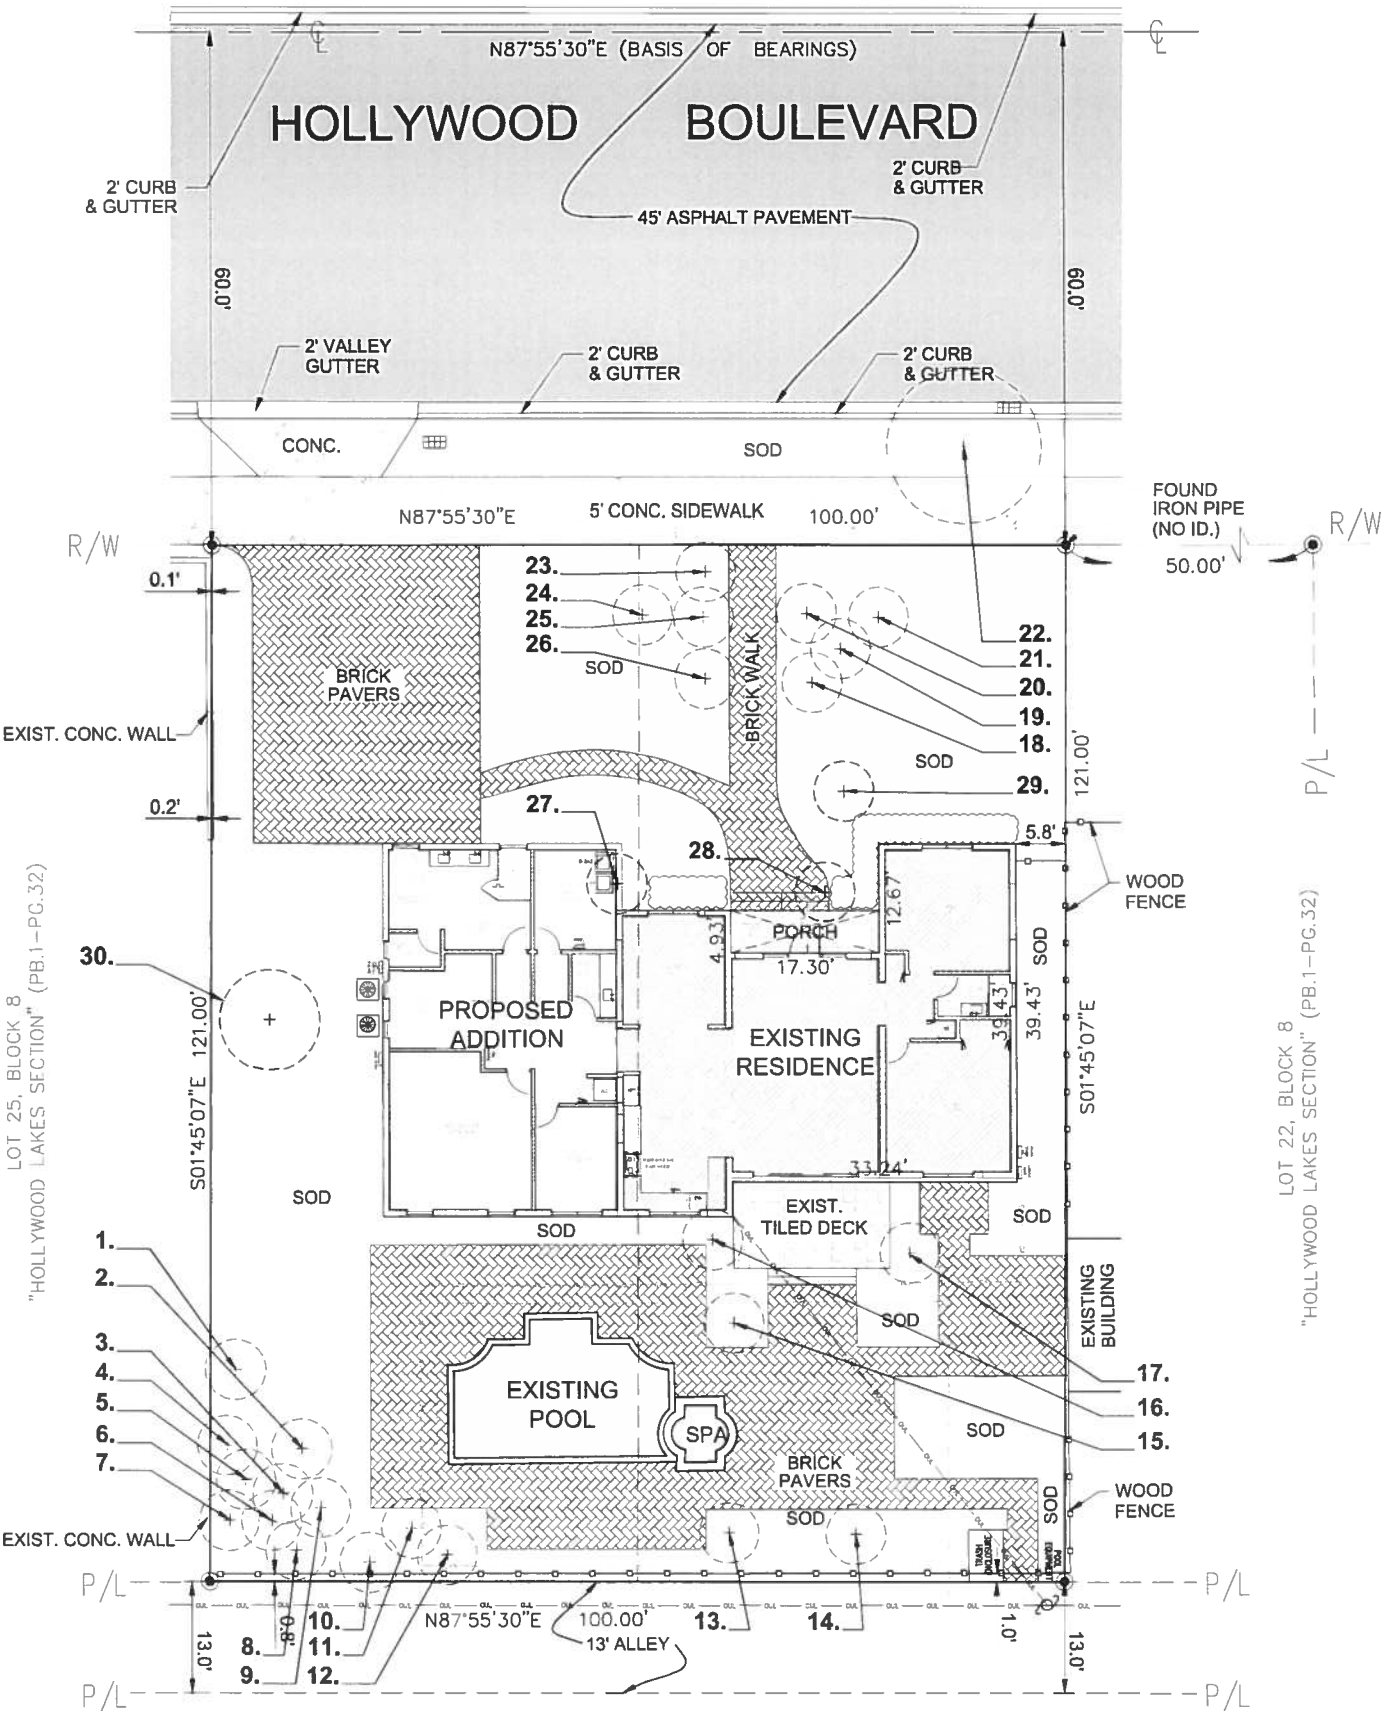 N87°55'30"E (BASIS OF BEARINGS)
HOLLYWOOD BOULEVARD
2' CURB
& GUTTER
2' CURB
& GUTTER
45' ASPHALT PAVEMENT
60.0'
60.0'
2' VALLEY
GUTTER
2' CURB
& GUTTER
2' CURB
& GUTTER
CONC.
SOD
N87°55'30"E
5' CONC. SIDEWALK
100.00'
FOUND
IRON PIPE
(NO ID.)
R/W
R/W
50.00'
0.1'
23.
24.
25.
26.
SOD
BRICK WALK
22.
21.
20.
19.
18.
BRICK
PAVERS
EXIST. CONC. WALL
SOD
121.00'
P/L
29.
0.2'
27.
28.
5.8'
WOOD
FENCE
12.67'
4.93'
PORCH
17.30'
SOD
30.
PROPOSED
ADDITION
EXISTING
RESIDENCE
39.43'
39.43'
S01°45'07"E 121.00'
S01°45'07"E
LOT 25, BLOCK 8
"HOLLYWOOD LAKES SECTION" (PB.1-PG.32)
LOT 22, BLOCK 8
"HOLLYWOOD LAKES SECTION" (PB.1-PG.32)
33.24'
SOD
SOD
EXIST.
TILED DECK
SOD
EXISTING
BUILDING
1.
2.
3.
4.
5.
6.
7.
SOD
17.
16.
15.
EXISTING
POOL
SPA
SOD
BRICK
PAVERS
SOD
SOD
WOOD
FENCE
EXIST. CONC. WALL
POOL
EQUIPMENT
P/L
P/L
OUL OUL OUL OUL OUL OUL OUL
N87°55'30"E
100.00'
13' ALLEY
0.8'
8.
9.
10.
11.
12.
13.
14.
1.0'
13.0'
13.0'
P/L
P/L